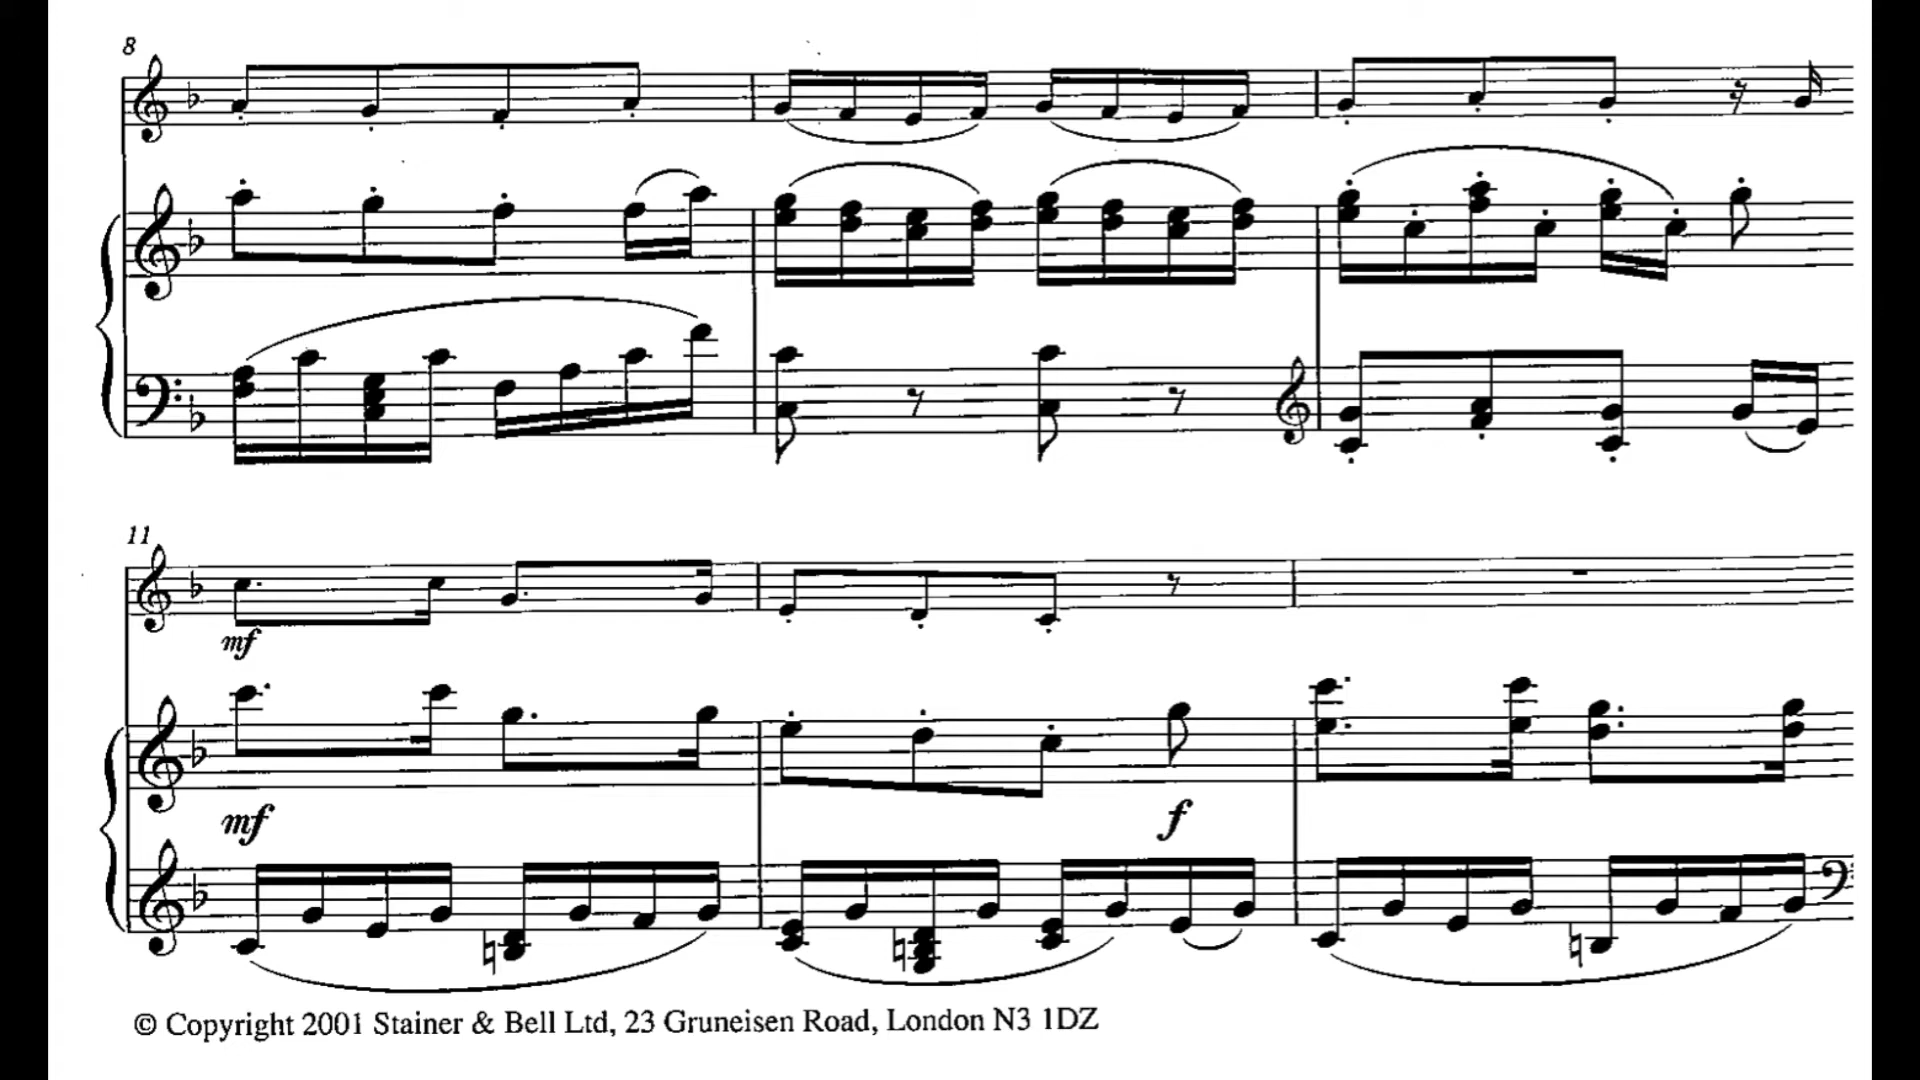 8
11
mf
mf
f
© Copyright 2001 Stainer & Bell Ltd, 23 Gruneisen Road, London N3 1DZ